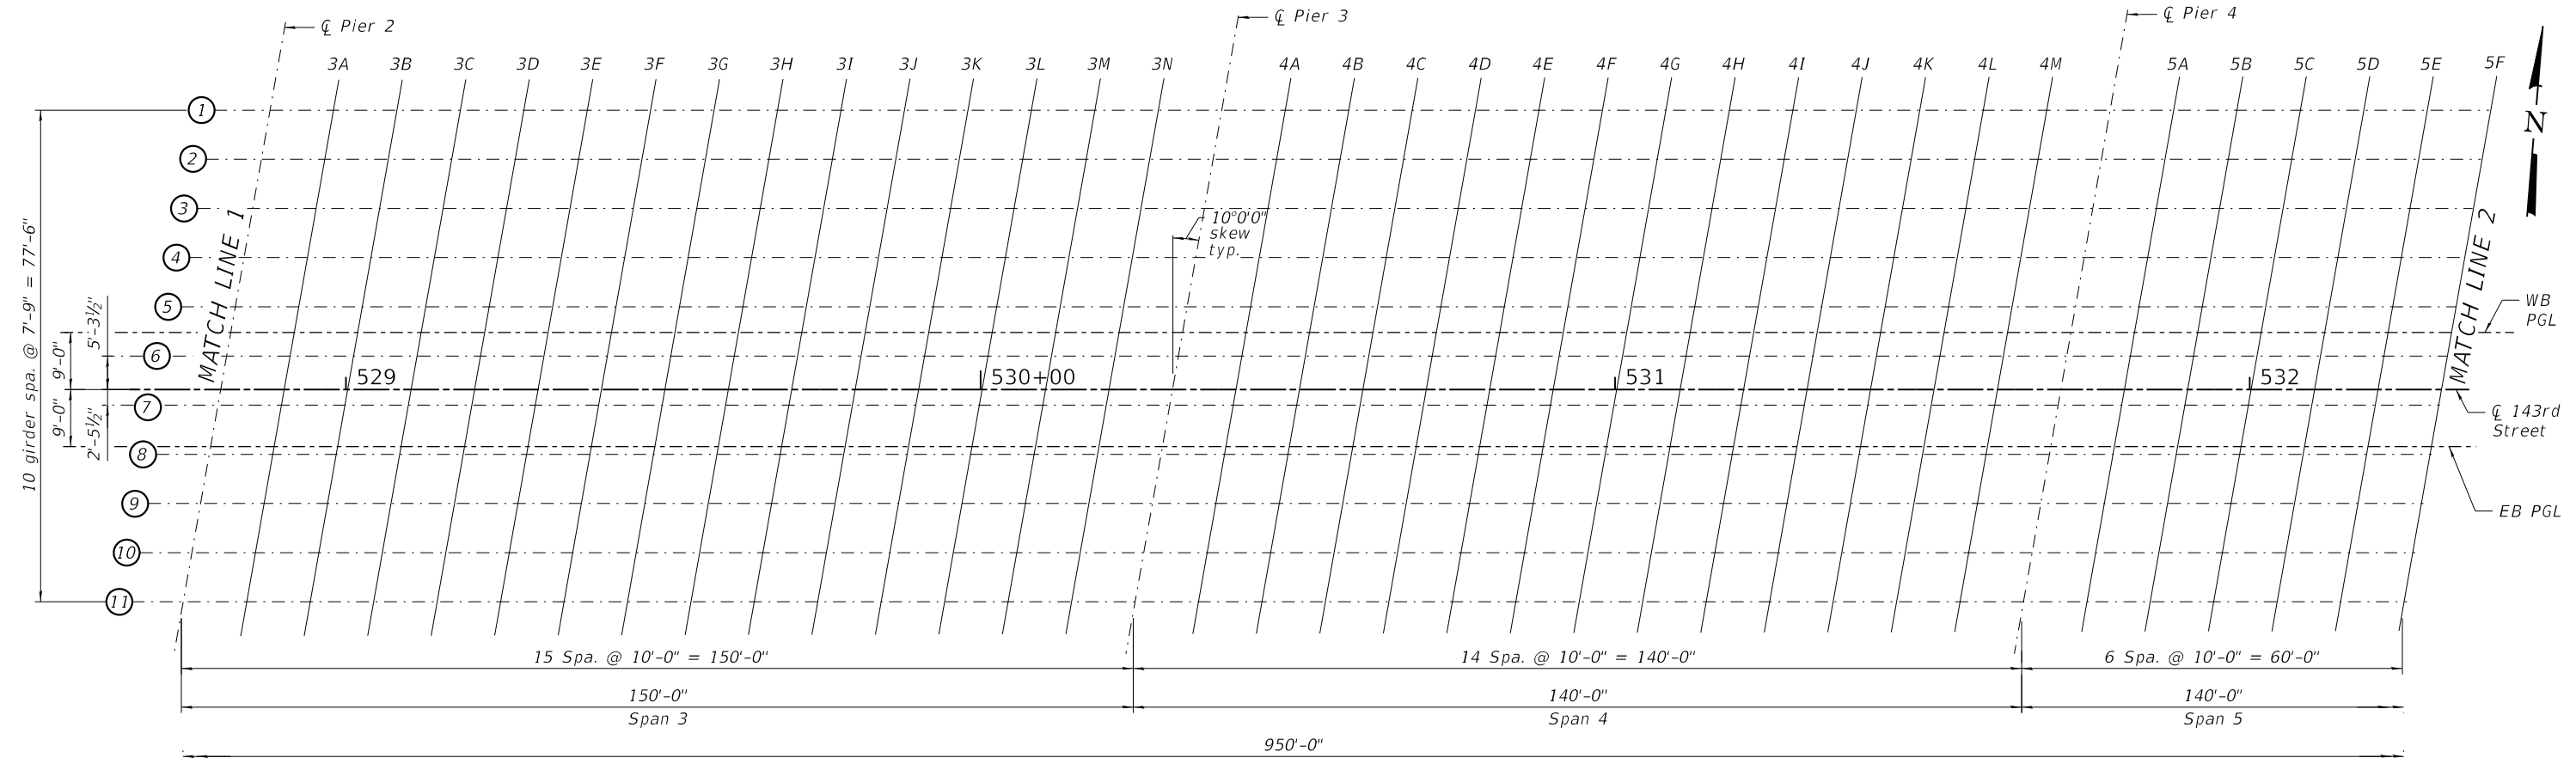 ℄ Pier 2
℄ Pier 3
℄ Pier 4
3A 3B 3C 3D 3E 3F 3G 3H 3I 3J 3K 3L 3M 3N 4A 4B 4C 4D 4E 4F 4G 4H 4I 4J 4K 4L 4M 5A 5B 5C 5D 5E 5F
N
1
2
3
4
5
6
7
8
9
10
11
10 girder spa. @ 7'-9" = 77'-6"
9'-0"
9'-0"
5'-3½"
2'-5½"
MATCH LINE 1
10°0'0"
skew
typ.
529
530+00
531
532
MATCH LINE 2
WB
PGL
℄ 143rd
Street
EB PGL
15 Spa. @ 10'-0" = 150'-0"
14 Spa. @ 10'-0" = 140'-0"
6 Spa. @ 10'-0" = 60'-0"
150'-0"
Span 3
140'-0"
Span 4
140'-0"
Span 5
950'-0"